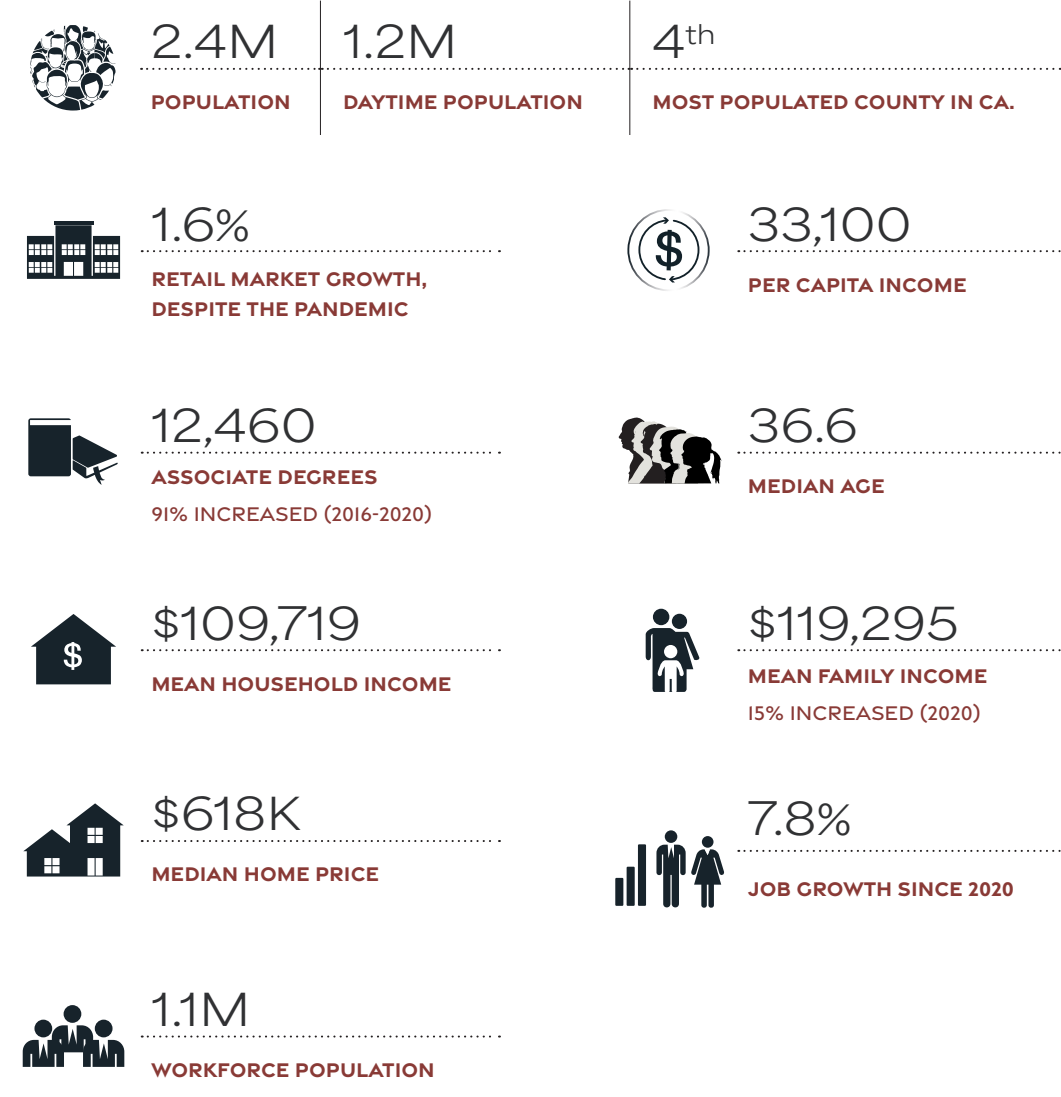 2.4M
POPULATION
1.2M
DAYTIME POPULATION
4th
MOST POPULATED COUNTY IN CA.
1.6%
RETAIL MARKET GROWTH,
DESPITE THE PANDEMIC
$
33,100
PER CAPITA INCOME
12,460
ASSOCIATE DEGREES
91% INCREASED (2016-2020)
36.6
MEDIAN AGE
$
$109,719
MEAN HOUSEHOLD INCOME
$119,295
MEAN FAMILY INCOME
15% INCREASED (2020)
$618K
MEDIAN HOME PRICE
7.8%
JOB GROWTH SINCE 2020
1.1M
WORKFORCE POPULATION